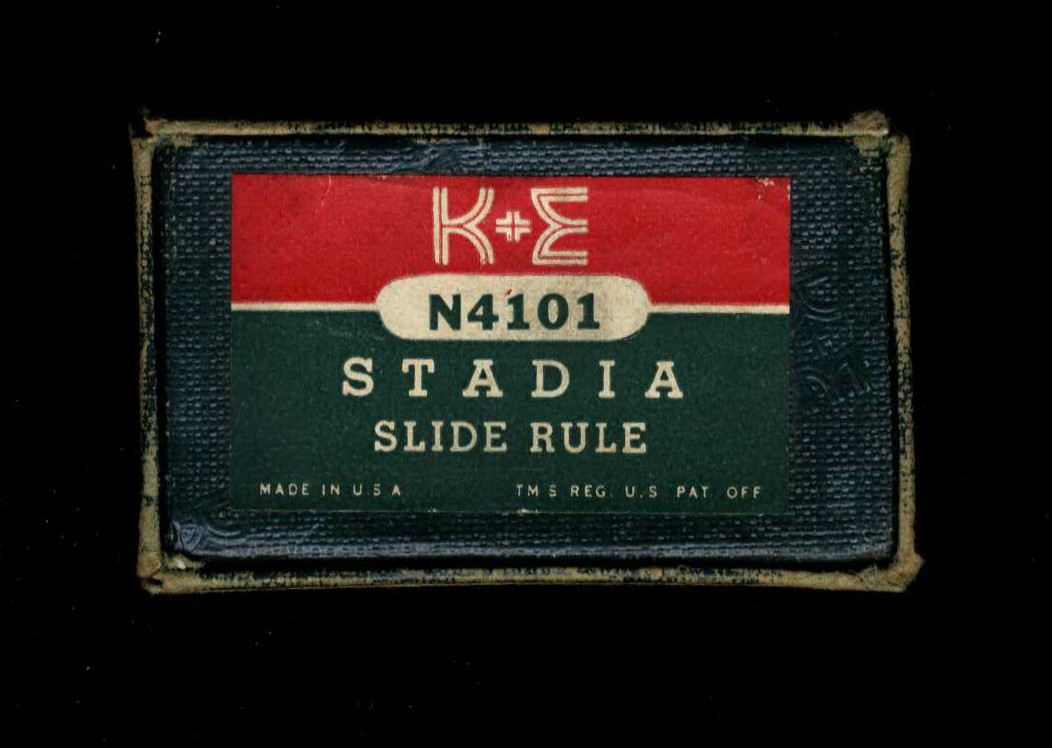 K+E
N4101
STADIA
SLIDE RULE
MADE IN U S A TM S REG. U.S PAT OFF